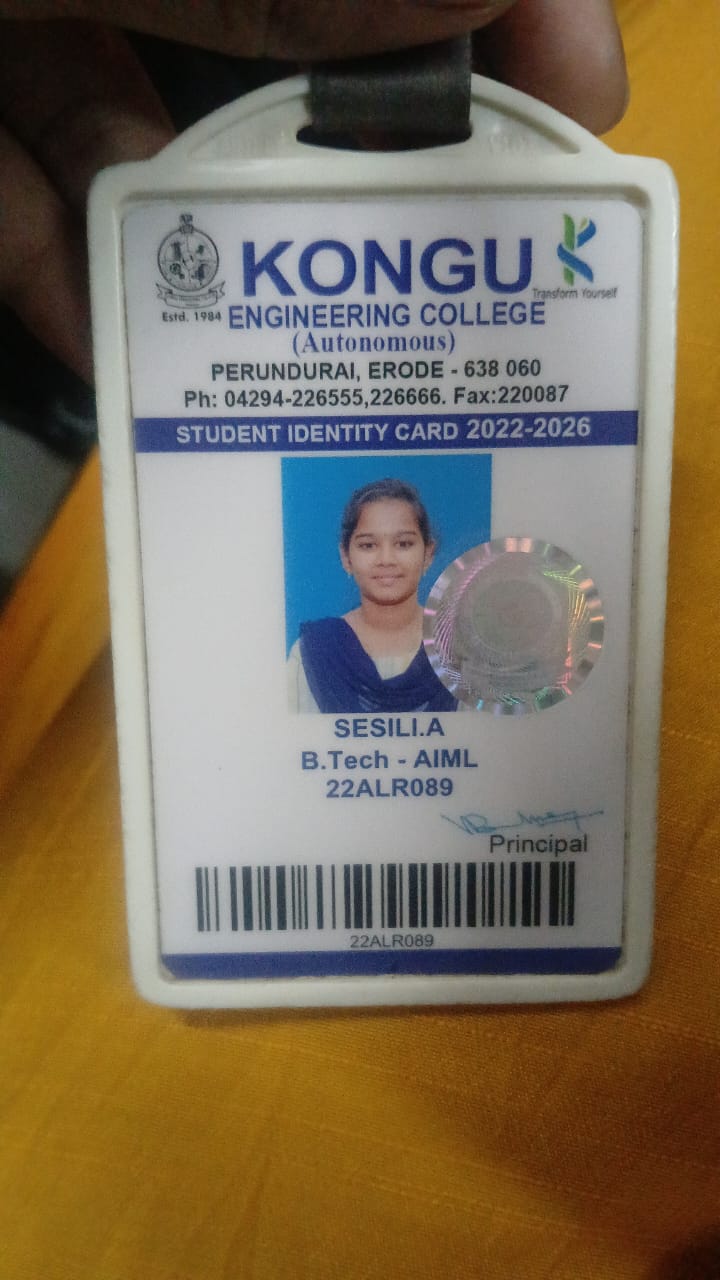 KONGU
Transform Yourself
Estd. 1984
ENGINEERING COLLEGE
(Autonomous)
PERUNDURAI, ERODE - 638 060
Ph: 04294-226555,226666. Fax:220087
STUDENT IDENTITY CARD 2022-2026
SESILI.A
B.Tech - AIML
22ALR089
Principal
22ALR089